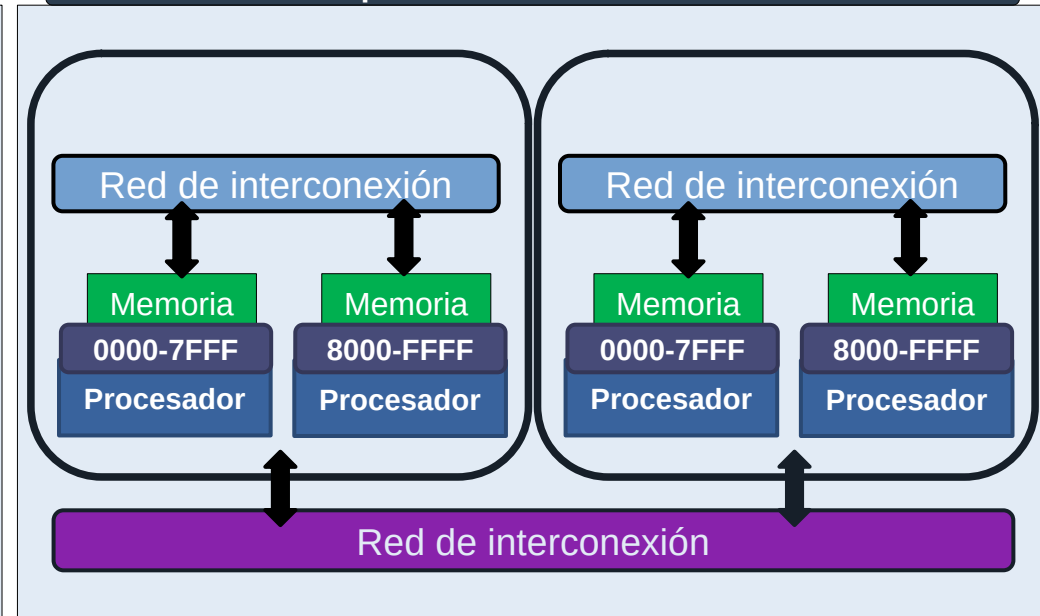 Red de interconexión
Red de interconexión
Memoria
Memoria
Memoria
Memoria
0000-7FFF
8000-FFFF
0000-7FFF
8000-FFFF
Procesador
Procesador
Procesador
Procesador
Red de interconexión